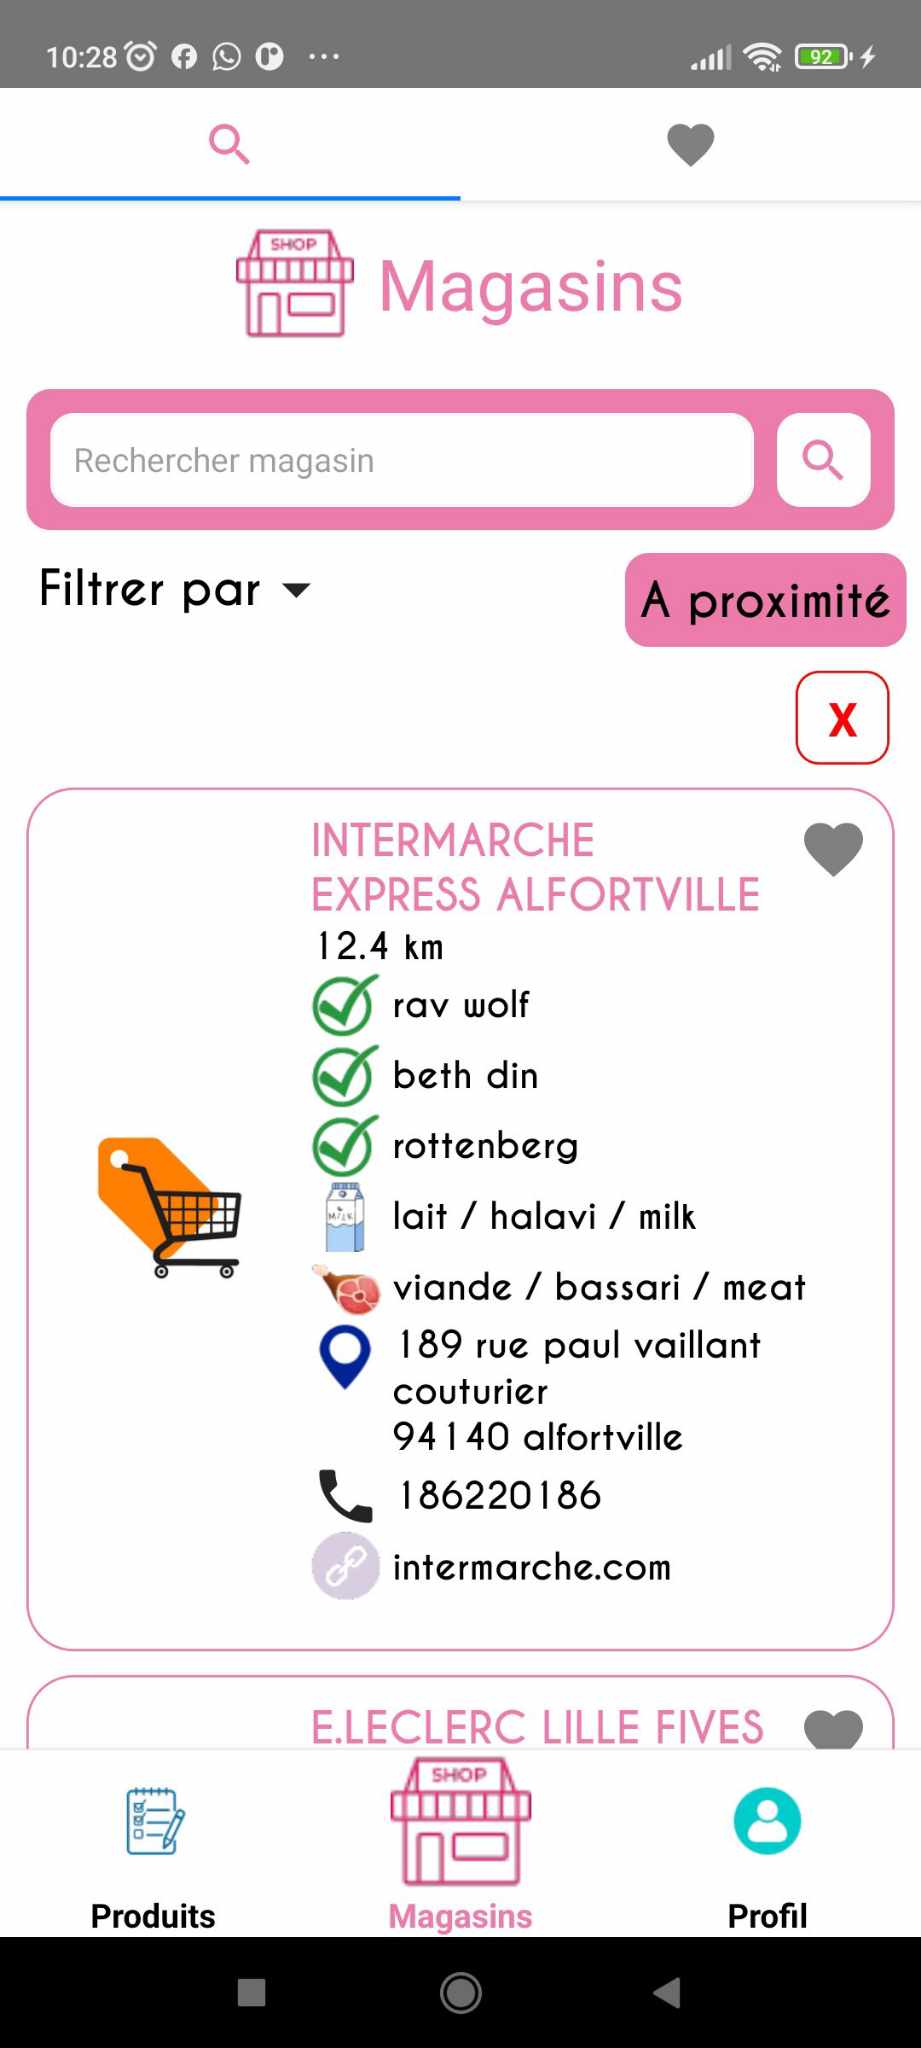 10:28
92
SHOP
Magasins
Rechercher magasin
Filtrer par
A proximité
X
INTERMARCHE
EXPRESS ALFORTVILLE
12.4 km
rav wolf
beth din
rottenberg
MILK
lait / halavi / milk
viande / bassari / meat
189 rue paul vaillant
couturier
94140 alfortville
186220186
intermarche.com
E.LECLERC LILLE FIVES
SHOP
Produits
Magasins
Profil